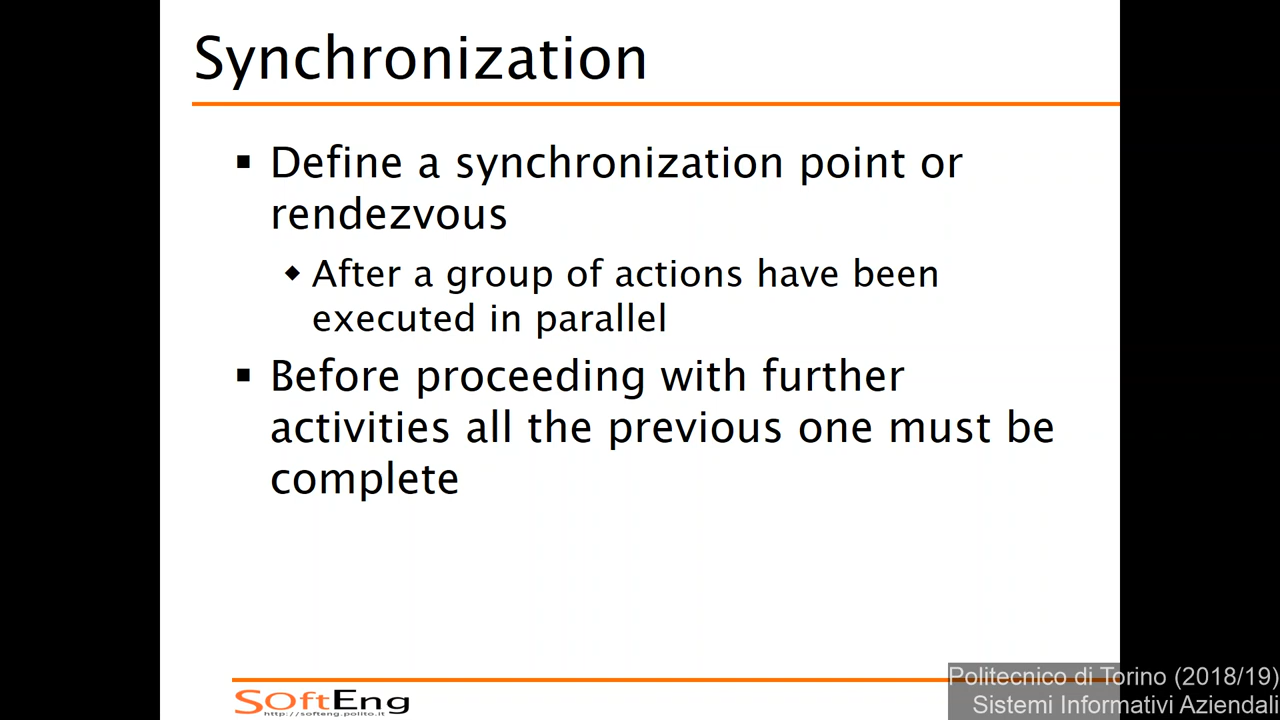 Synchronization
▪ Define a synchronization point or
rendezvous
◆ After a group of actions have been
executed in parallel
▪ Before proceeding with further
activities all the previous one must be
complete
SoftEng
http://softeng.polito.it
Politecnico di Torino (2018/19)
Sistemi Informativi Aziendali